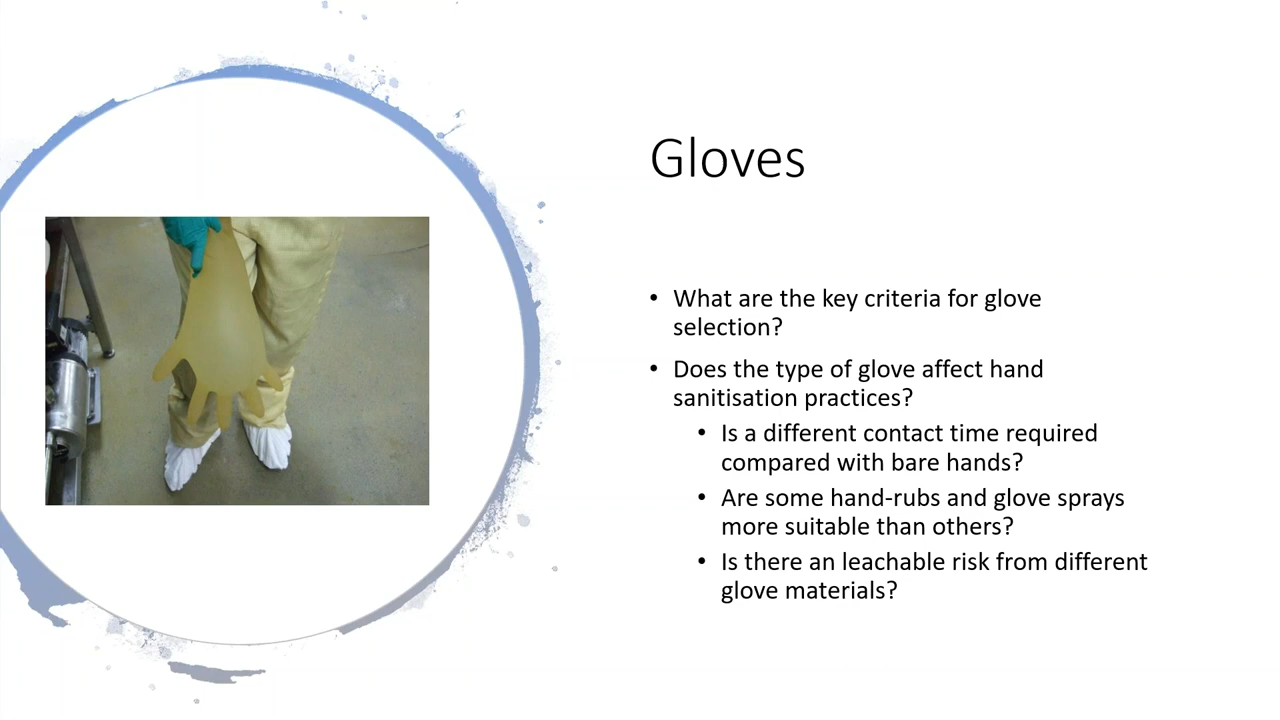 Gloves
• What are the key criteria for glove
selection?
• Does the type of glove affect hand
sanitisation practices?
• Is a different contact time required
compared with bare hands?
• Are some hand-rubs and glove sprays
more suitable than others?
• Is there an leachable risk from different
glove materials?